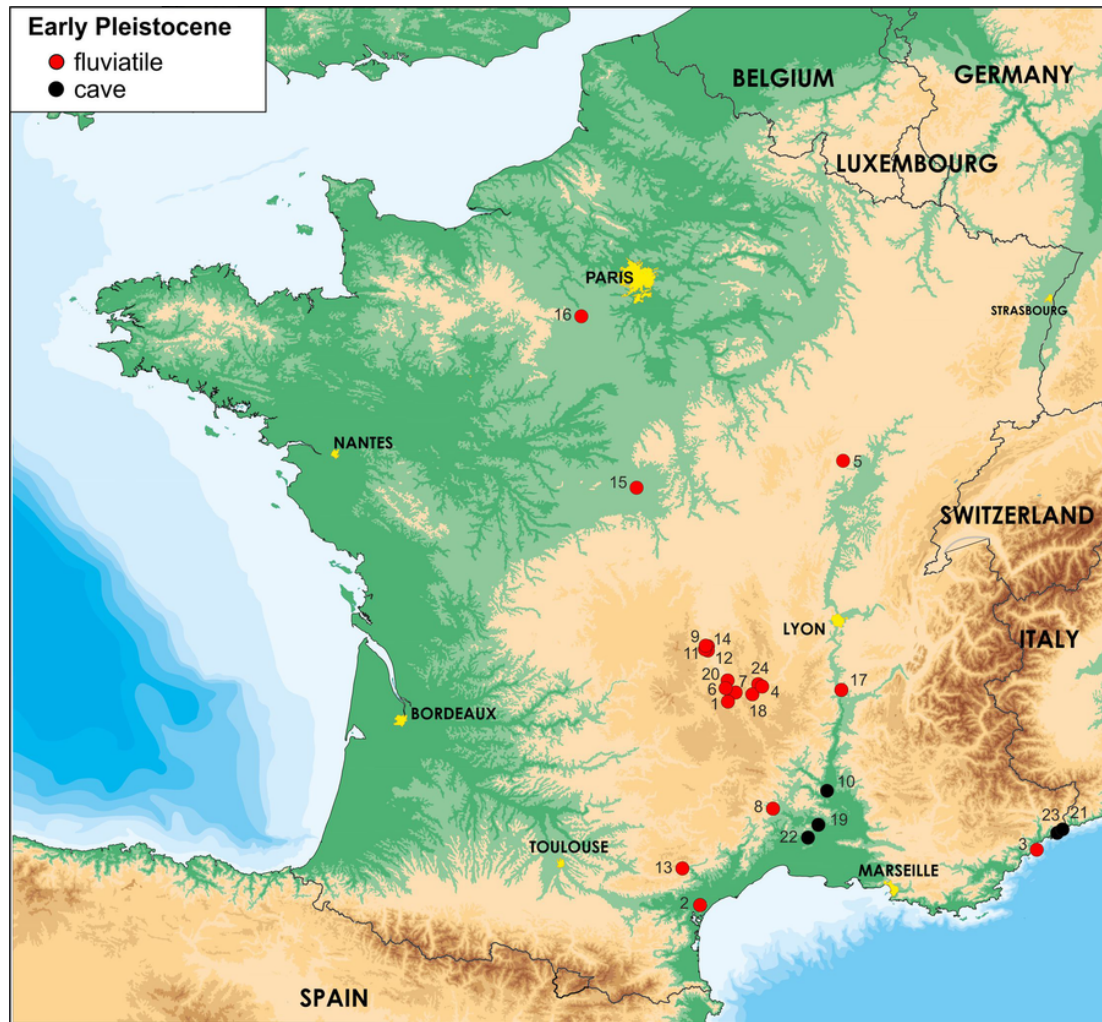 Early Pleistocene
fluviatile
cave
BELGIUM
GERMANY
LUXEMBOURG
PARIS
STRASBOURG
16
NANTES
5
15
SWITZERLAND
LYON
ITALY
9 14
11 12
20 7 24
6 4
1 18
17
BORDEAUX
10
8
19
22
23 21
3
TOULOUSE
13
MARSEILLE
2
SPAIN